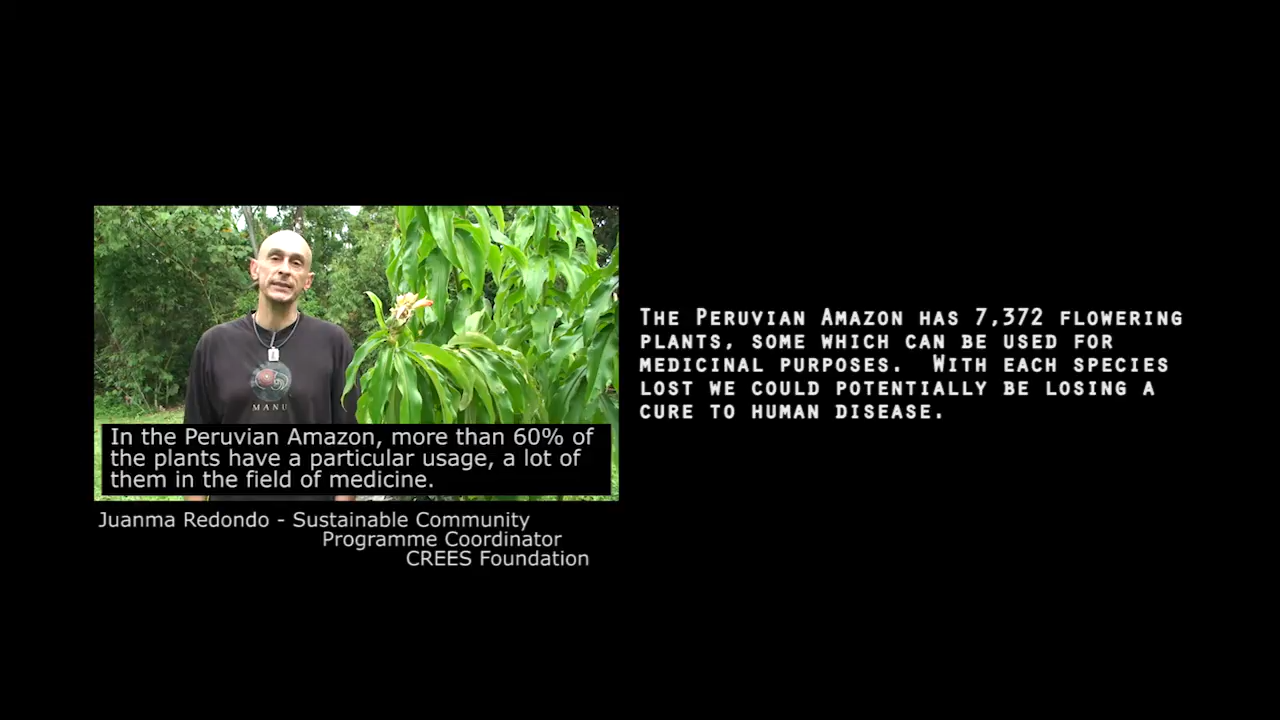 MANU
In the Peruvian Amazon, more than 60% of
the plants have a particular usage, a lot of
them in the field of medicine.
Juanma Redondo - Sustainable Community
Programme Coordinator
CREES Foundation
The Peruvian Amazon has 7,372 flowering
plants, some which can be used for
medicinal purposes.  With each species
lost we could potentially be losing a
cure to human disease.